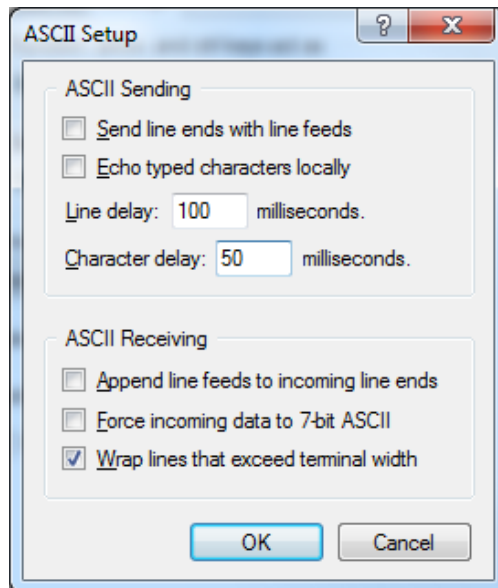 ASCII Setup
ASCII Sending
Send line ends with line feeds
Echo typed characters locally
Line delay: 100 milliseconds.
Character delay: 50 milliseconds.
ASCII Receiving
Append line feeds to incoming line ends
Force incoming data to 7-bit ASCII
Wrap lines that exceed terminal width
OK Cancel